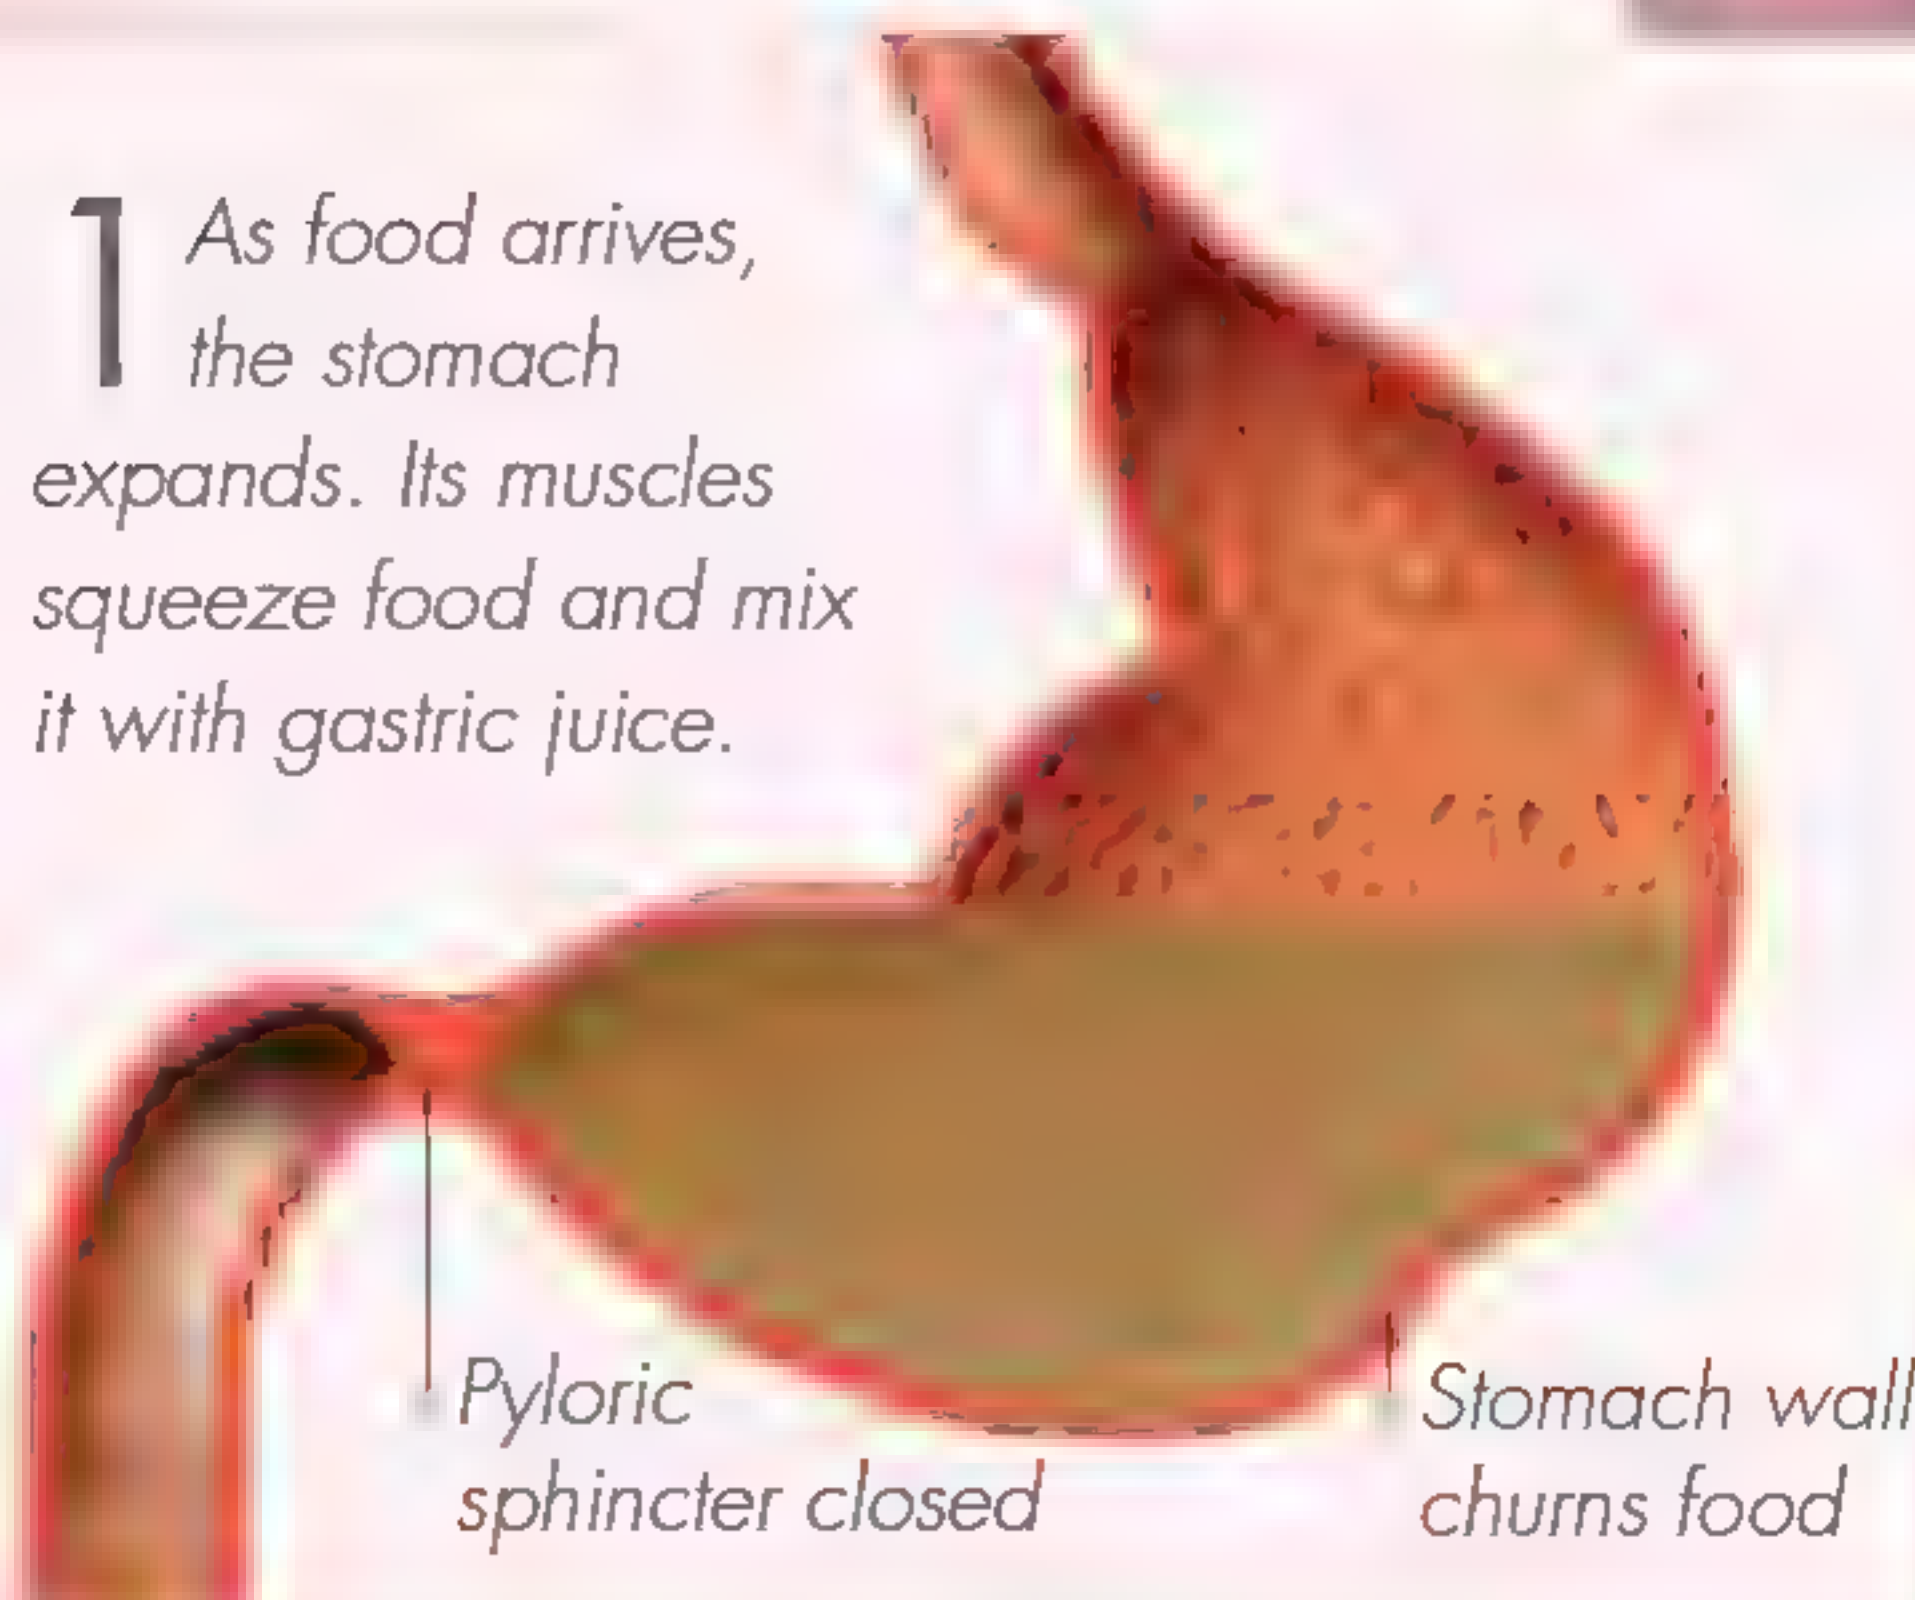 1 As food arrives,
the stomach
expands. Its muscles
squeeze food and mix
it with gastric juice.
Pyloric
sphincter closed
Stomach wall
churns food